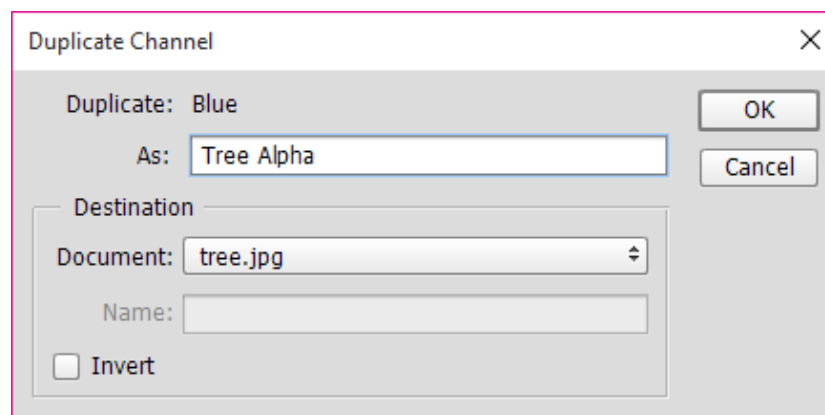 Duplicate Channel
Duplicate: Blue
OK
As: Tree Alpha
Cancel
Destination
Document: tree.jpg
Name:
Invert